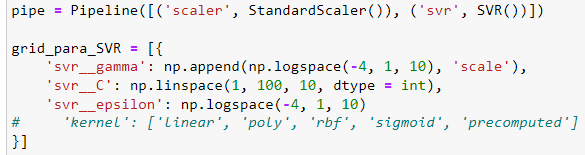 pipe = Pipeline([('scaler', StandardScaler()), ('svr', SVR())])

grid_para_SVR = [{
    'svr__gamma': np.append(np.logspace(-4, 1, 10), 'scale'),
    'svr__C': np.linspace(1, 100, 10, dtype = int),
    'svr__epsilon': np.logspace(-4, 1, 10)
#     'kernel': ['linear', 'poly', 'rbf', 'sigmoid', 'precomputed']
}]